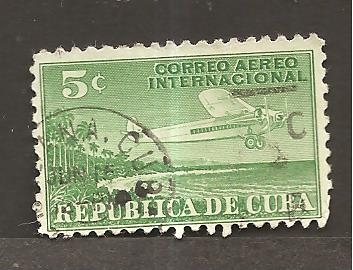 CORREO AEREO
INTERNACIONAL
5¢
REPUBLICA DE CUBA